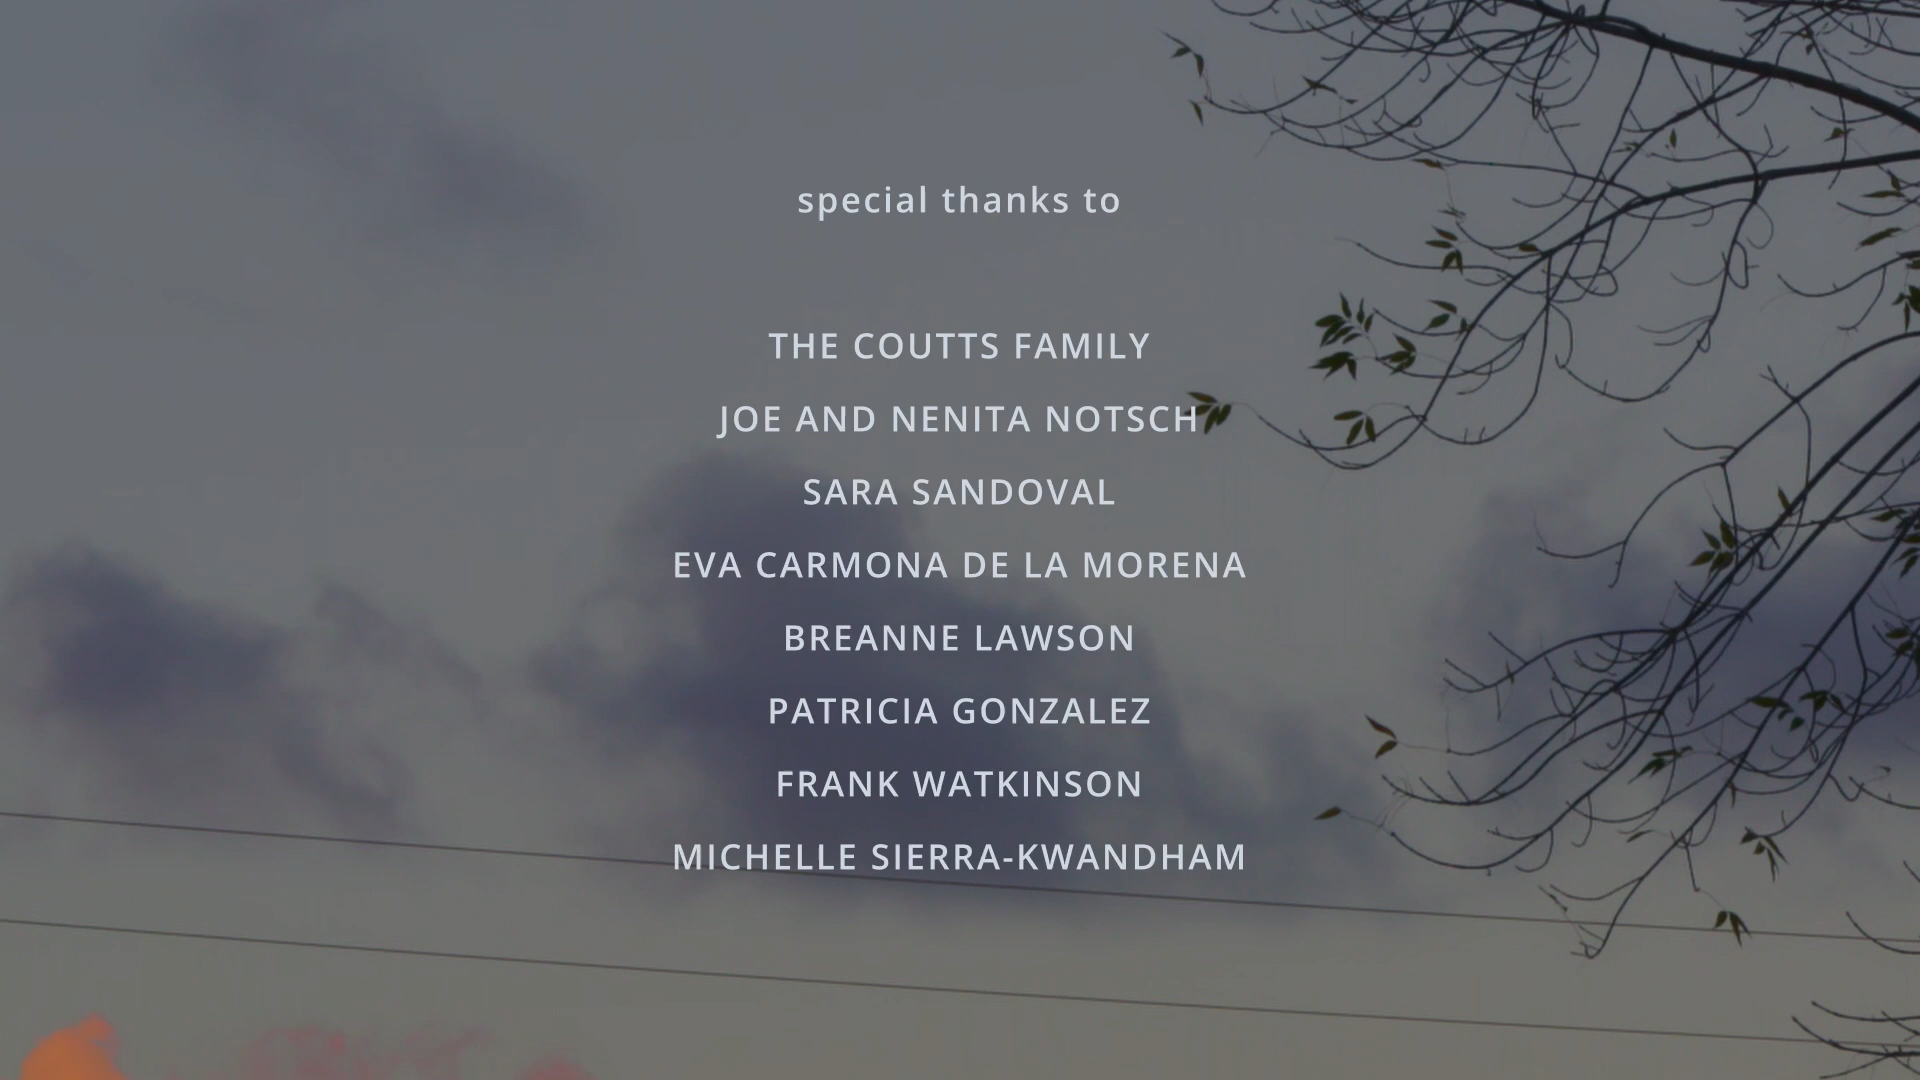 special thanks to
THE COUTTS FAMILY
JOE AND NENITA NOTSCH
SARA SANDOVAL
EVA CARMONA DE LA MORENA
BREANNE LAWSON
PATRICIA GONZALEZ
FRANK WATKINSON
MICHELLE SIERRA-KWANDHAM